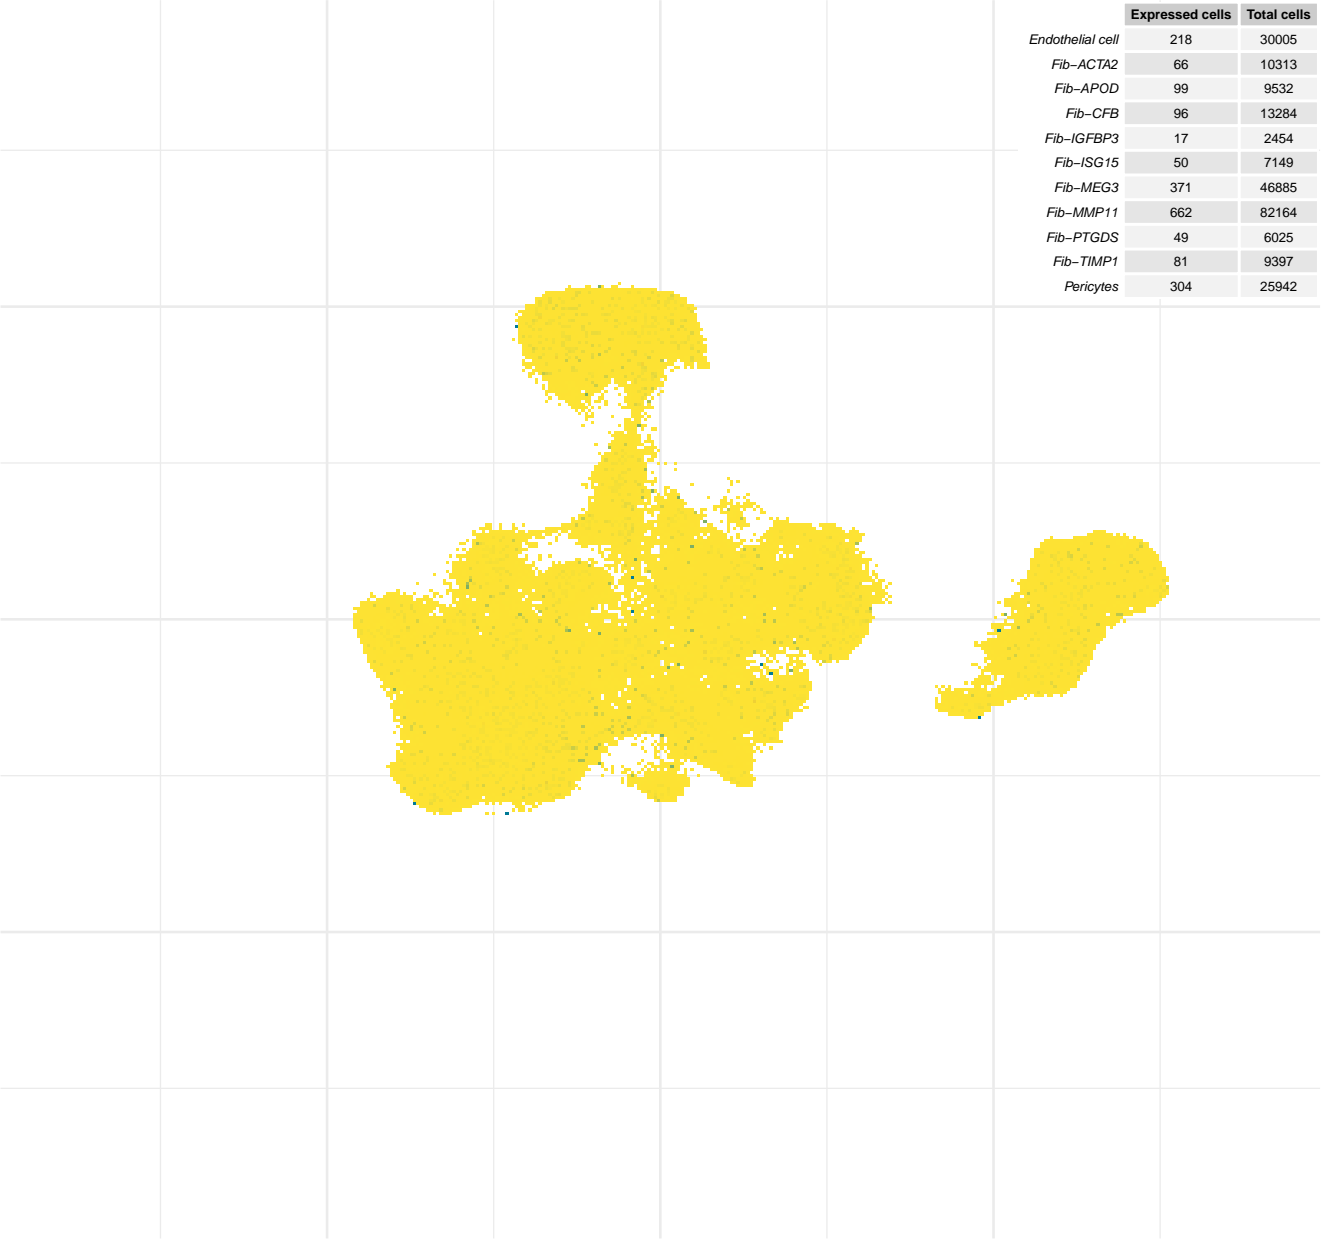 Expressed cells Total cells
Endothelial cell 218 30005
Fib−ACTA2 66 10313
Fib−APOD 99 9532
Fib−CFB 96 13284
Fib−IGFBP3 17 2454
Fib−ISG15 50 7149
Fib−MEG3 371 46885
Fib−MMP11 662 82164
Fib−PTGDS 49 6025
Fib−TIMP1 81 9397
Pericytes 304 25942